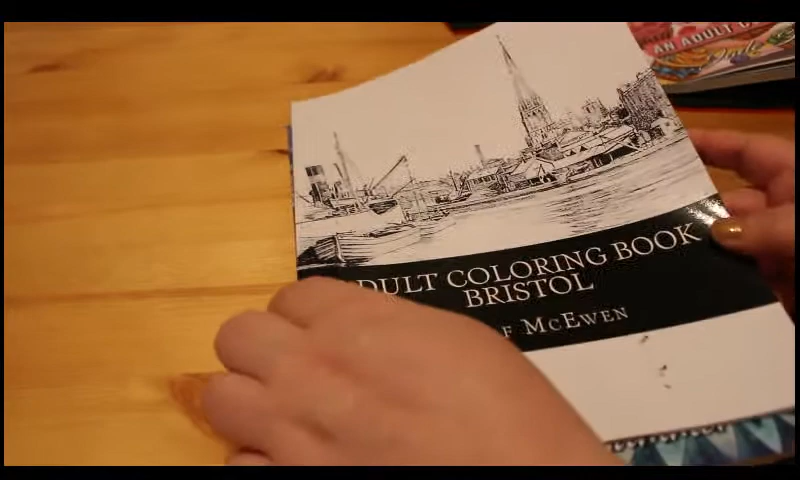 AN ADULT C
DULT COLORING BOOK
BRISTOL
F MCEWEN